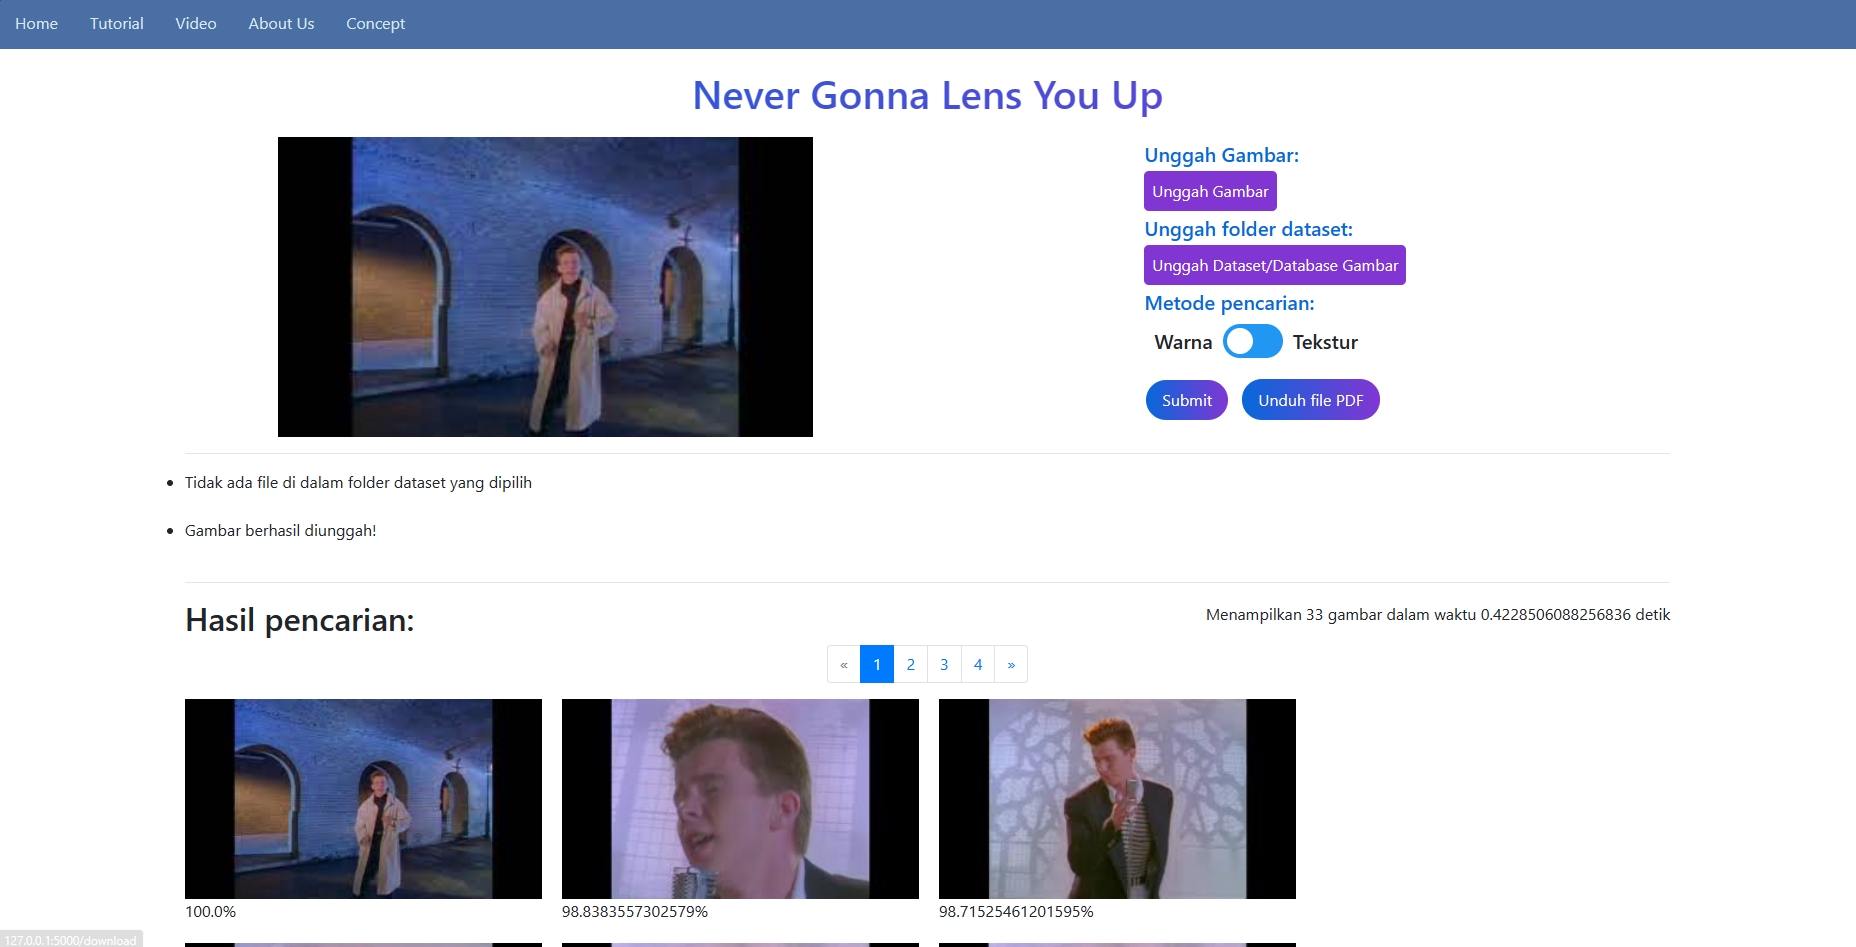 Home Tutorial Video About Us Concept
Never Gonna Lens You Up
Unggah Gambar:
Unggah Gambar
Unggah folder dataset:
Unggah Dataset/Database Gambar
Metode pencarian:
Warna Tekstur
Submit Unduh file PDF
Tidak ada file di dalam folder dataset yang dipilih
Gambar berhasil diunggah!
Hasil pencarian:
Menampilkan 33 gambar dalam waktu 0.4228506088256836 detik
« 1 2 3 4 »
100.0% 98.8383557302579% 98.71525461201595%
127.0.0.1:5000/download